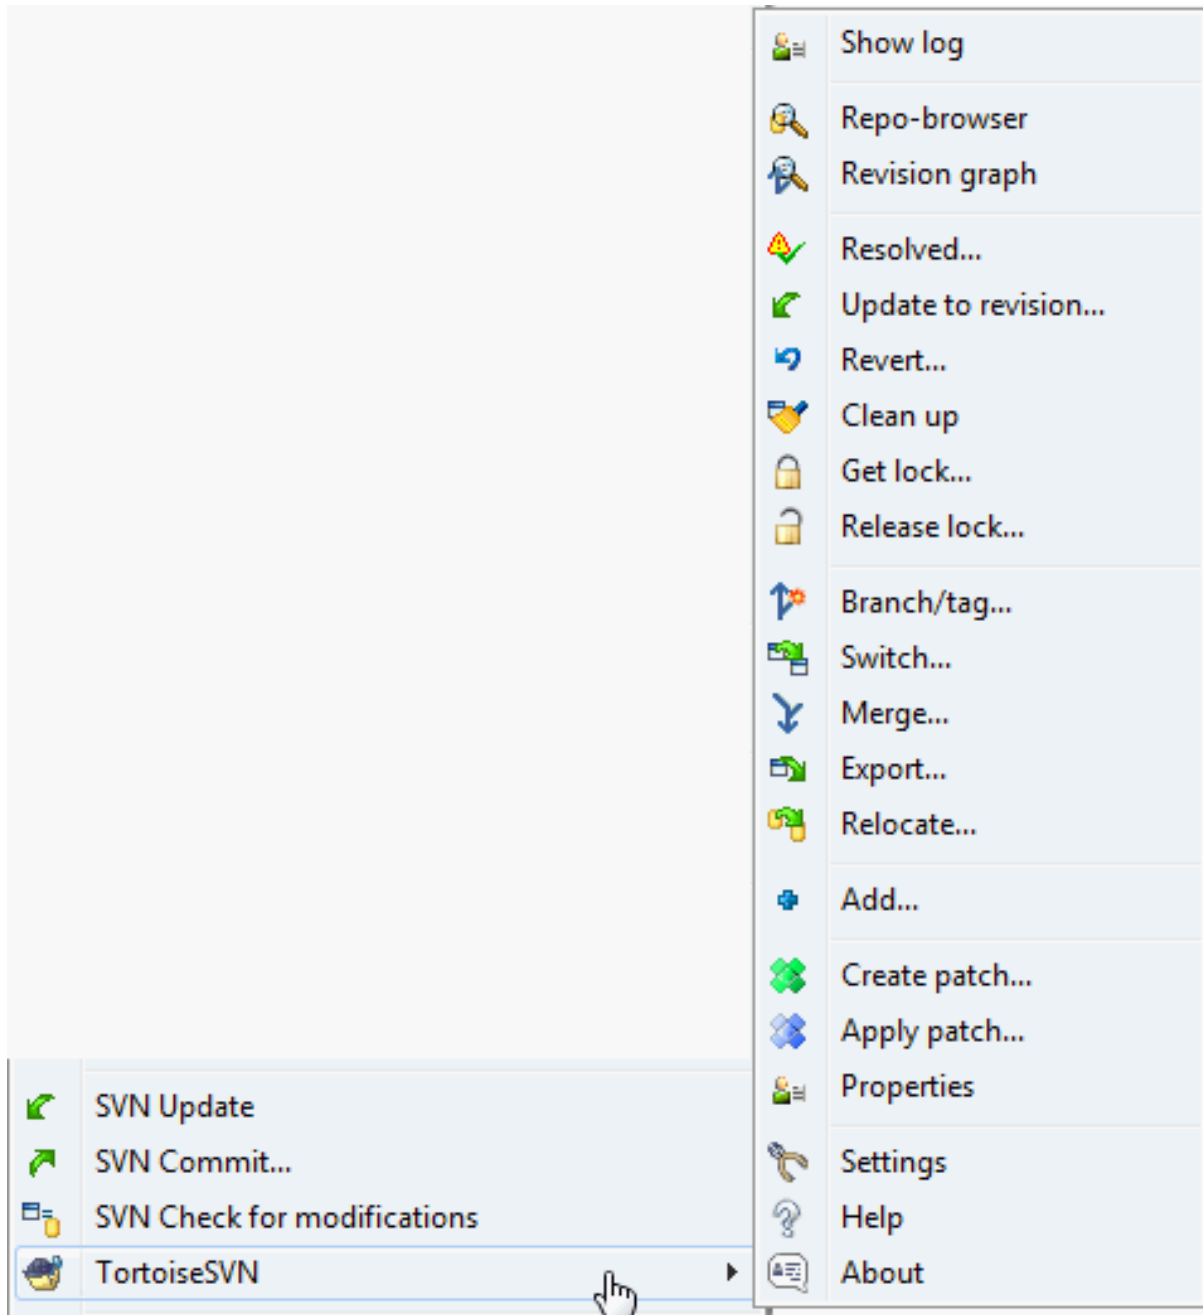 Show log
Repo-browser
Revision graph
Resolved...
Update to revision...
Revert...
Clean up
Get lock...
Release lock...
Branch/tag...
Switch...
Merge...
Export...
Relocate...
Add...
Create patch...
Apply patch...
Properties
Settings
Help
About
SVN Update
SVN Commit...
SVN Check for modifications
TortoiseSVN